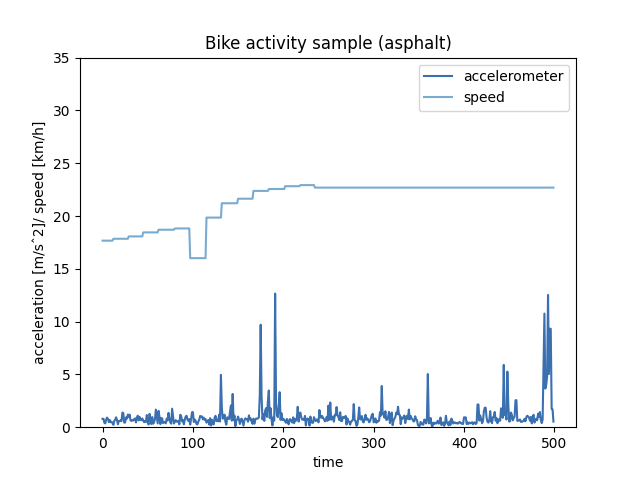 Bike activity sample (asphalt)
accelerometer
speed
acceleration [m/s^2]/ speed [km/h]
35
30
25
20
15
10
5
0
0 100 200 300 400 500
time